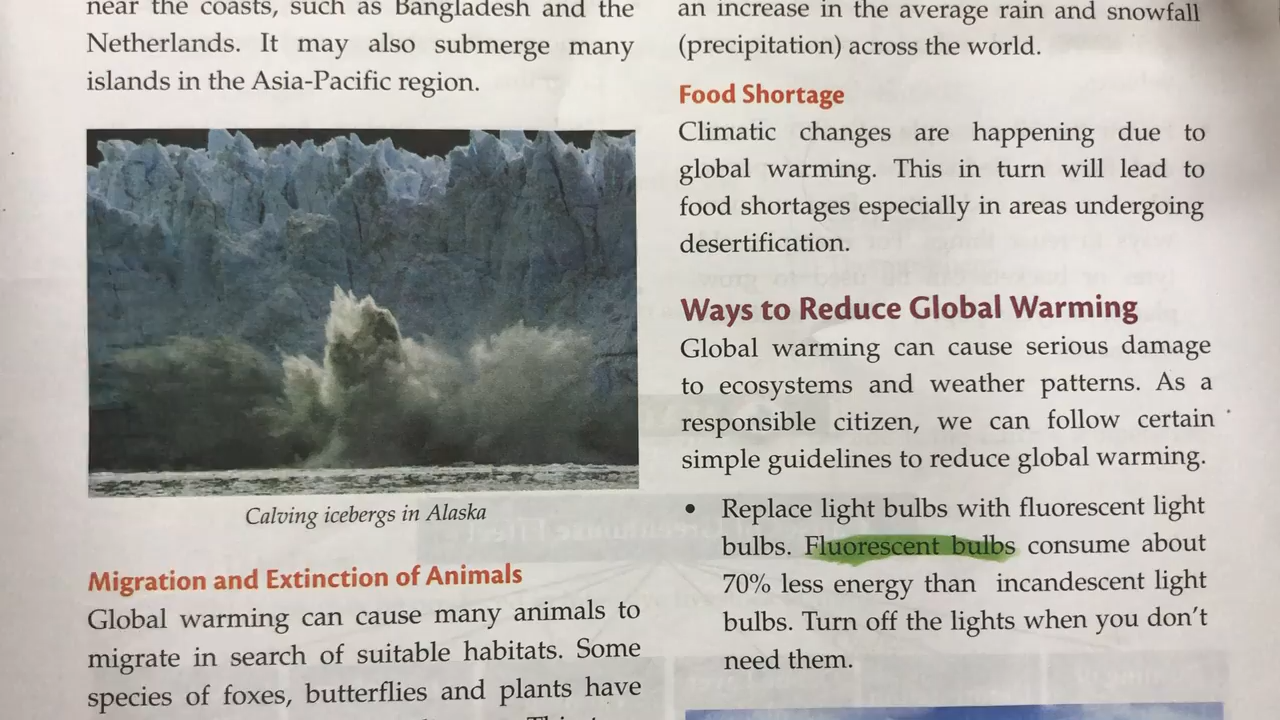 near the coasts, such as Bangladesh and the
Netherlands. It may also submerge many
islands in the Asia-Pacific region.
Calving icebergs in Alaska
Migration and Extinction of Animals
Global warming can cause many animals to
migrate in search of suitable habitats. Some
species of foxes, butterflies and plants have
This
an increase in the average rain and snowfall
(precipitation) across the world.
Food Shortage
Climatic changes are happening due to
global warming. This in turn will lead to
food shortages especially in areas undergoing
desertification.
Ways to Reduce Global Warming
Global warming can cause serious damage
to ecosystems and weather patterns. As a
responsible citizen, we can follow certain
simple guidelines to reduce global warming.
• Replace light bulbs with fluorescent light
bulbs. Fluorescent bulbs consume about
70% less energy than incandescent light
bulbs. Turn off the lights when you don't
need them.